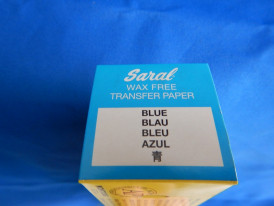 Saral
WAX FREE
TRANSFER PAPER
BLUE
BLAU
BLEU
AZUL
青